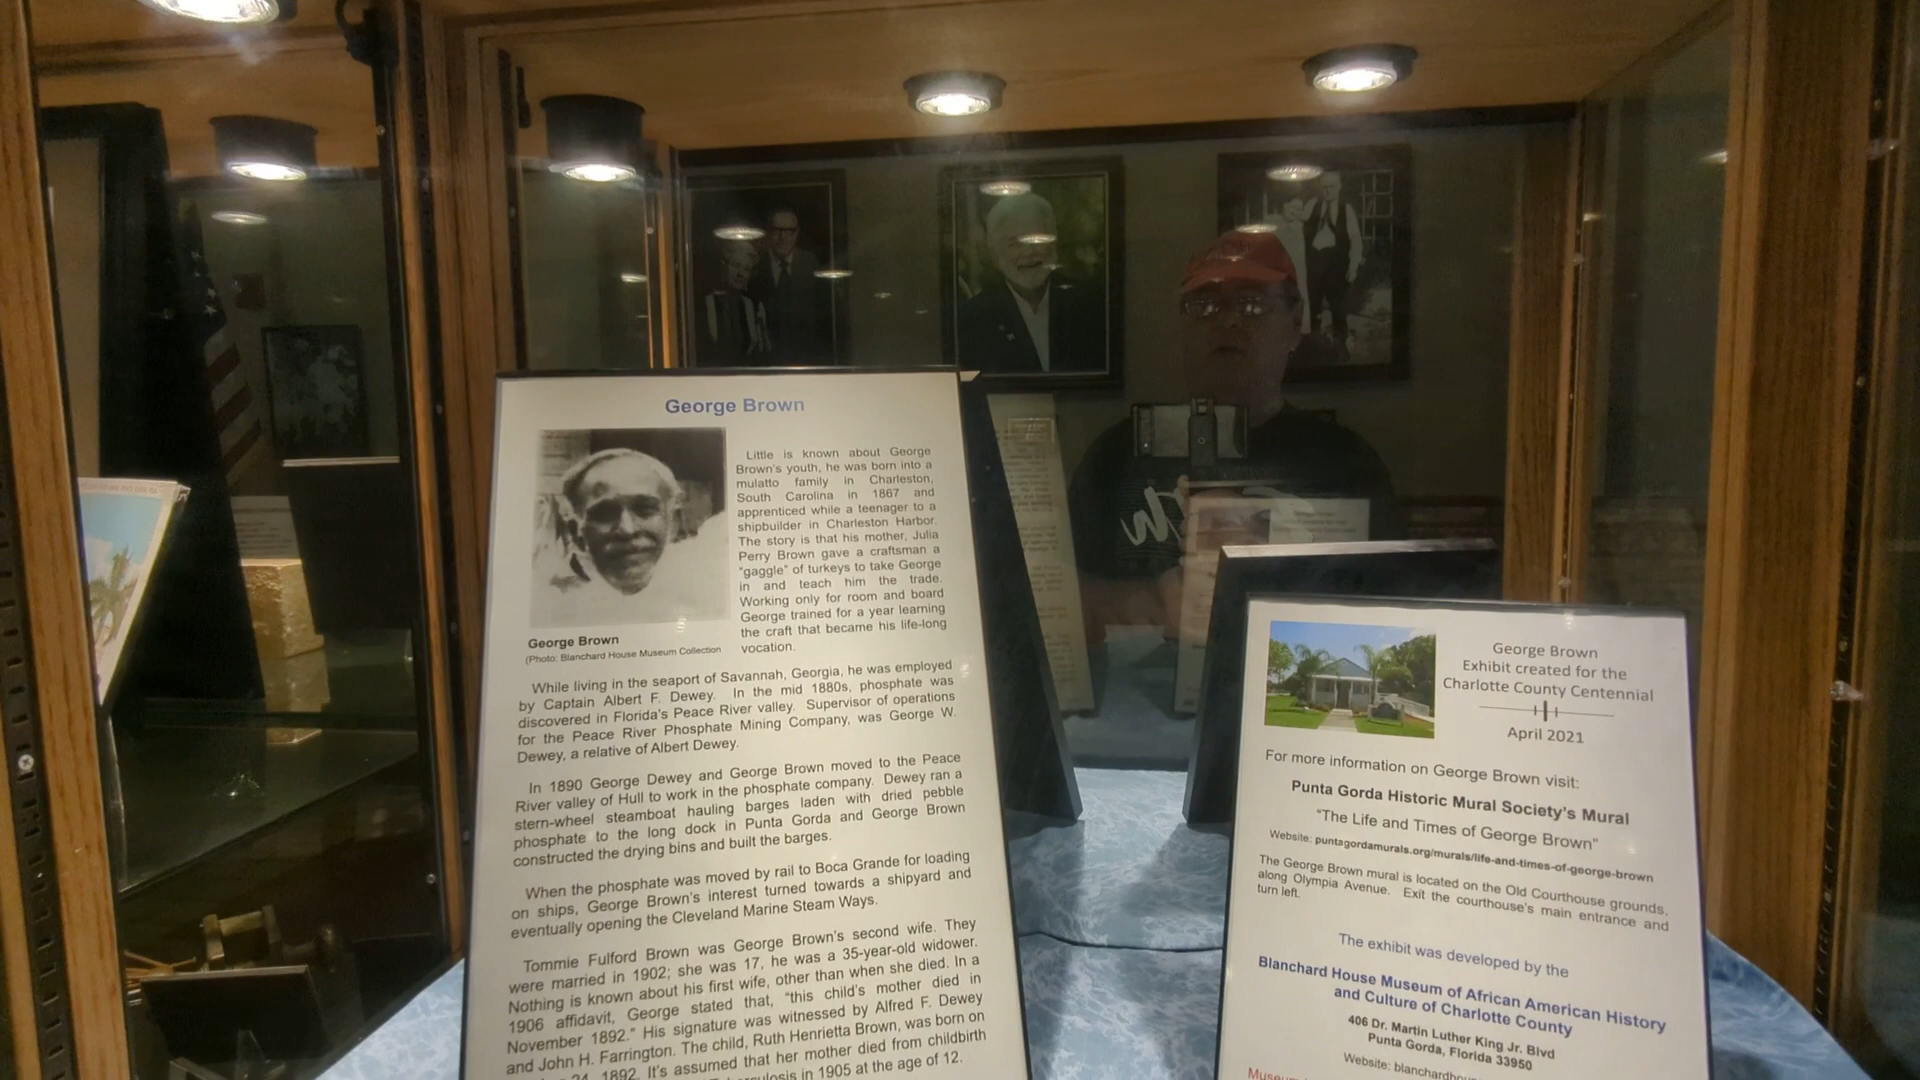 George Brown
Little is known about George
Brown's youth, he was born into a
mulatto family in Charleston,
South Carolina in 1867 and
apprenticed while a teenager to a
shipbuilder in Charleston Harbor.
The story is that his mother, Julia
Perry Brown gave a craftsman a
"gaggle" of turkeys to take George
in and teach him the trade.
Working only for room and board
George trained for a year learning
the craft that became his life-long
vocation.
George Brown
(Photo: Blanchard House Museum Collection
While living in the seaport of Savannah, Georgia, he was employed
by Captain Albert F. Dewey. In the mid 1880s, phosphate was
discovered in Florida's Peace River valley. Supervisor of operations
for the Peace River Phosphate Mining Company, was George W.
Dewey, a relative of Albert Dewey.
In 1890 George Dewey and George Brown moved to the Peace
River valley of Hull to work in the phosphate company. Dewey ran a
stern-wheel steamboat hauling barges laden with dried pebble
phosphate to the long dock in Punta Gorda and George Brown
constructed the drying bins and built the barges.
When the phosphate was moved by rail to Boca Grande for loading
on ships, George Brown's interest turned towards a shipyard and
eventually opening the Cleveland Marine Steam Ways.
Tommie Fulford Brown was George Brown's second wife. They
were married in 1902; she was 17, he was a 35-year-old widower.
Nothing is known about his first wife, other than when she died. In a
1906 affidavit, George stated that, "this child's mother died in
November 1892." His signature was witnessed by Alfred F. Dewey
and John H. Farrington. The child, Ruth Henrietta Brown, was born on
24, 1892. It's assumed that her mother died from childbirth
in 1905 at the age of 12.
George Brown
Exhibit created for the
Charlotte County Centennial
April 2021
For more information on George Brown visit:
Punta Gorda Historic Mural Society's Mural
"The Life and Times of George Brown"
Website: puntagordamurals.org/murals/life-and-times-of-george-brown
The George Brown mural is located on the Old Courthouse grounds,
along Olympia Avenue. Exit the courthouse's main entrance and
turn left.
The exhibit was developed by the
Blanchard House Museum of African American History
and Culture of Charlotte County
406 Dr. Martin Luther King Jr. Blvd
Punta Gorda, Florida 33950
Website: